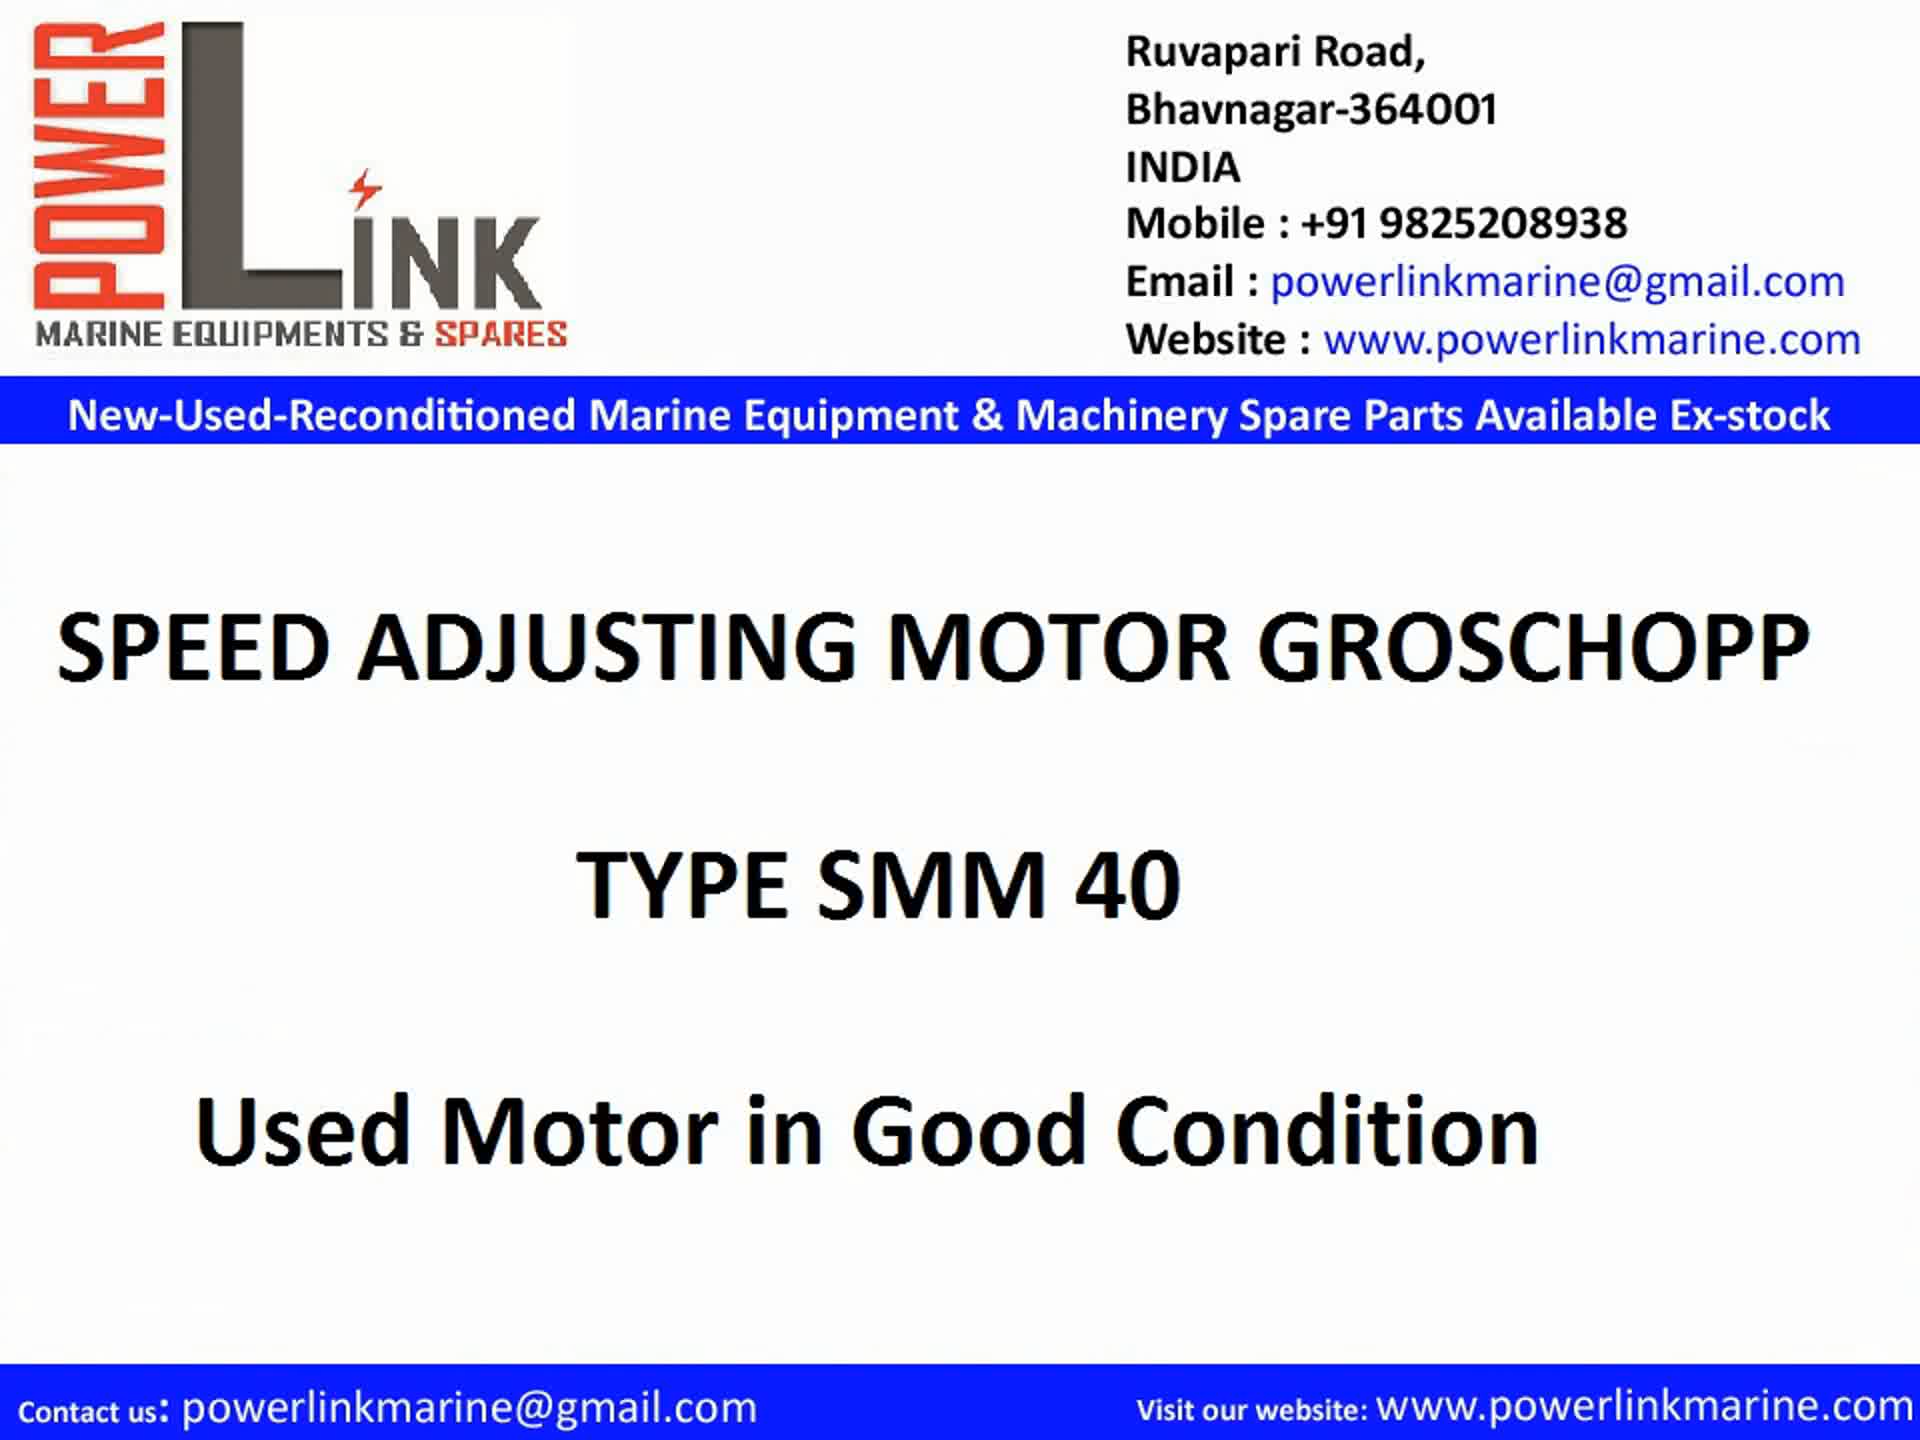 POWER LINK
MARINE EQUIPMENTS & SPARES
Ruvapari Road,
Bhavnagar-364001
INDIA
Mobile : +91 9825208938
Email : powerlinkmarine@gmail.com
Website : www.powerlinkmarine.com
New-Used-Reconditioned Marine Equipment & Machinery Spare Parts Available Ex-stock
SPEED ADJUSTING MOTOR GROSCHOPP
TYPE SMM 40
Used Motor in Good Condition
Contact us: powerlinkmarine@gmail.com
Visit our website: www.powerlinkmarine.com